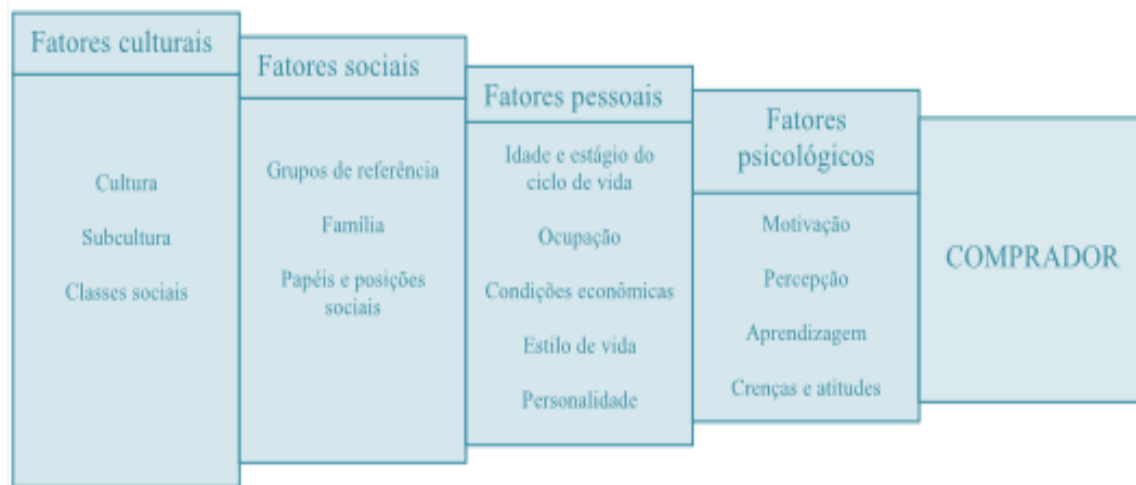 Fatores culturais
Cultura
Subcultura
Classes sociais
Fatores sociais
Grupos de referência
Família
Papéis e posições
sociais
Fatores pessoais
Idade e estágio do
ciclo de vida
Ocupação
Condições econômicas
Estilo de vida
Personalidade
Fatores
psicológicos
Motivação
Percepção
Aprendizagem
Crenças e atitudes
COMPRADOR